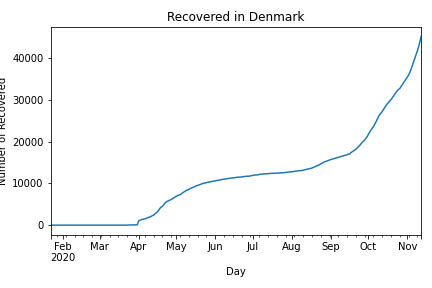 Recovered in Denmark
Number of Recovered
40000
30000
20000
10000
0
Feb Mar Apr May Jun Jul Aug Sep Oct Nov
2020
Day